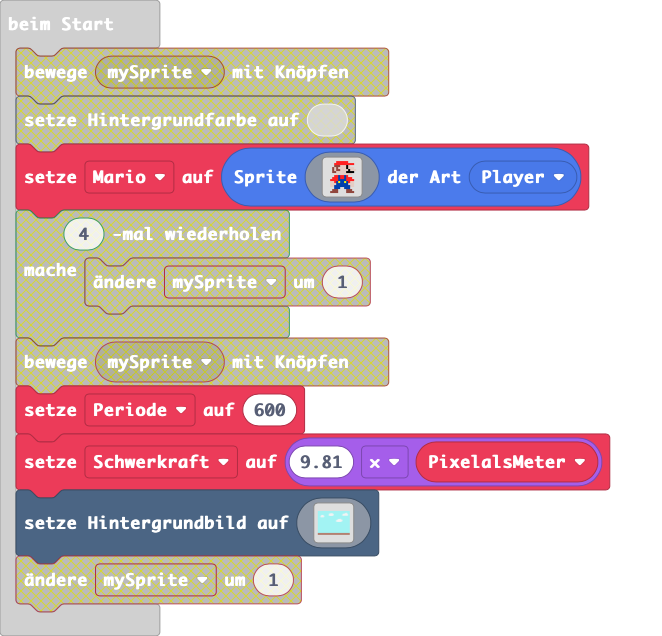 beim Start
bewege mySprite mit Knöpfen
setze Hintergrundfarbe auf
setze Mario auf Sprite der Art Player
4 -mal wiederholen
mache
ändere mySprite um 1
bewege mySprite mit Knöpfen
setze Periode auf 600
setze Schwerkraft auf 9.81 x PixelalsMeter
setze Hintergrundbild auf
ändere mySprite um 1